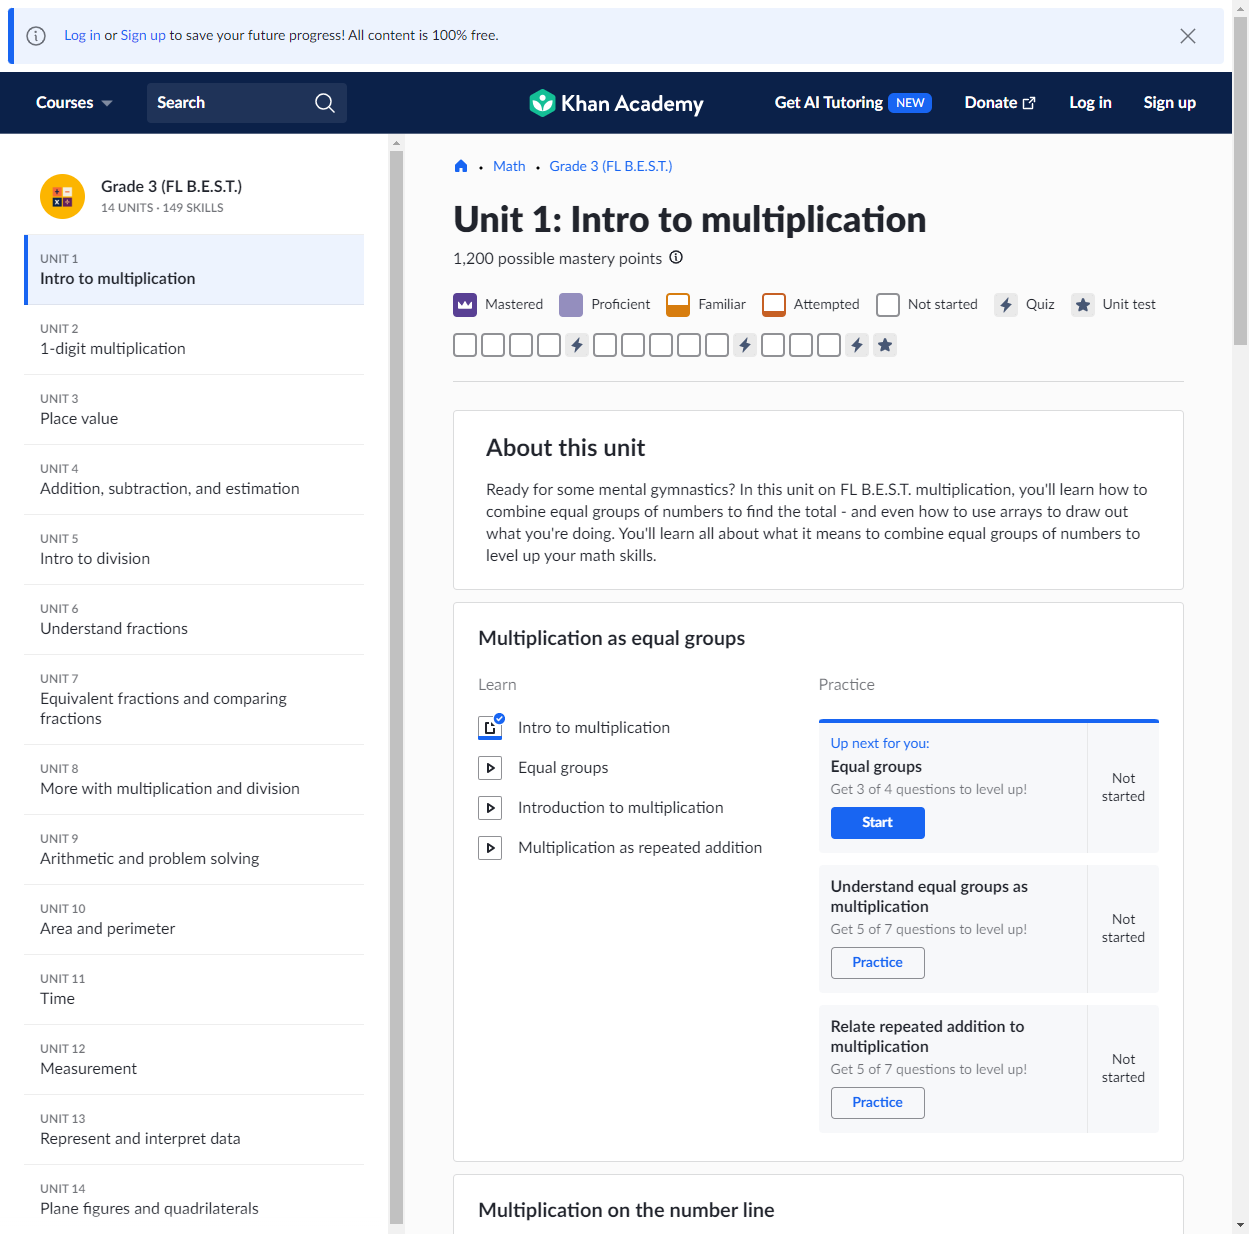 Log in or Sign up to save your future progress! All content is 100% free.
Courses
Search
Khan Academy
Get AI Tutoring NEW
Donate
Log in
Sign up
Grade 3 (FL B.E.S.T.)
14 UNITS · 149 SKILLS
UNIT 1
Intro to multiplication
UNIT 2
1-digit multiplication
UNIT 3
Place value
UNIT 4
Addition, subtraction, and estimation
UNIT 5
Intro to division
UNIT 6
Understand fractions
UNIT 7
Equivalent fractions and comparing
fractions
UNIT 8
More with multiplication and division
UNIT 9
Arithmetic and problem solving
UNIT 10
Area and perimeter
UNIT 11
Time
UNIT 12
Measurement
UNIT 13
Represent and interpret data
UNIT 14
Plane figures and quadrilaterals
• Math • Grade 3 (FL B.E.S.T.)
Unit 1: Intro to multiplication
1,200 possible mastery points
Mastered
Proficient
Familiar
Attempted
Not started
Quiz
Unit test
About this unit
Ready for some mental gymnastics? In this unit on FL B.E.S.T. multiplication, you'll learn how to
combine equal groups of numbers to find the total - and even how to use arrays to draw out
what you're doing. You'll learn all about what it means to combine equal groups of numbers to
level up your math skills.
Multiplication as equal groups
Learn
Intro to multiplication
Equal groups
Introduction to multiplication
Multiplication as repeated addition
Practice
Up next for you:
Equal groups
Get 3 of 4 questions to level up!
Start
Not
started
Understand equal groups as
multiplication
Get 5 of 7 questions to level up!
Practice
Not
started
Relate repeated addition to
multiplication
Get 5 of 7 questions to level up!
Practice
Not
started
Multiplication on the number line